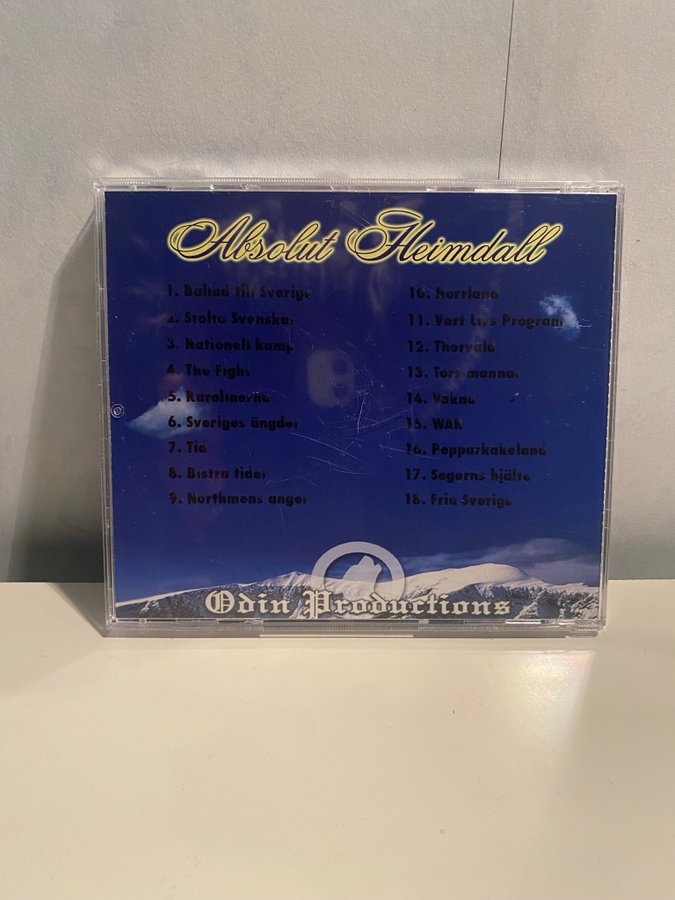 Absolut Heimdall
1. Ballad till Sverige
2. Stolta Svenskar
3. Nationell kamp
4. The Fight
5. Karolinerna
6. Sveriges ängder
7. Tid
8. Bistra tider
9. Northmens anger
10. Norrland
11. Vart Livs Program
12. Thorvald
13. Tors mannar
14. Vakna
15. WAR
16. Pepparkakeland
17. Segerns hjälte
18. Fria Sverige
Odin Productions